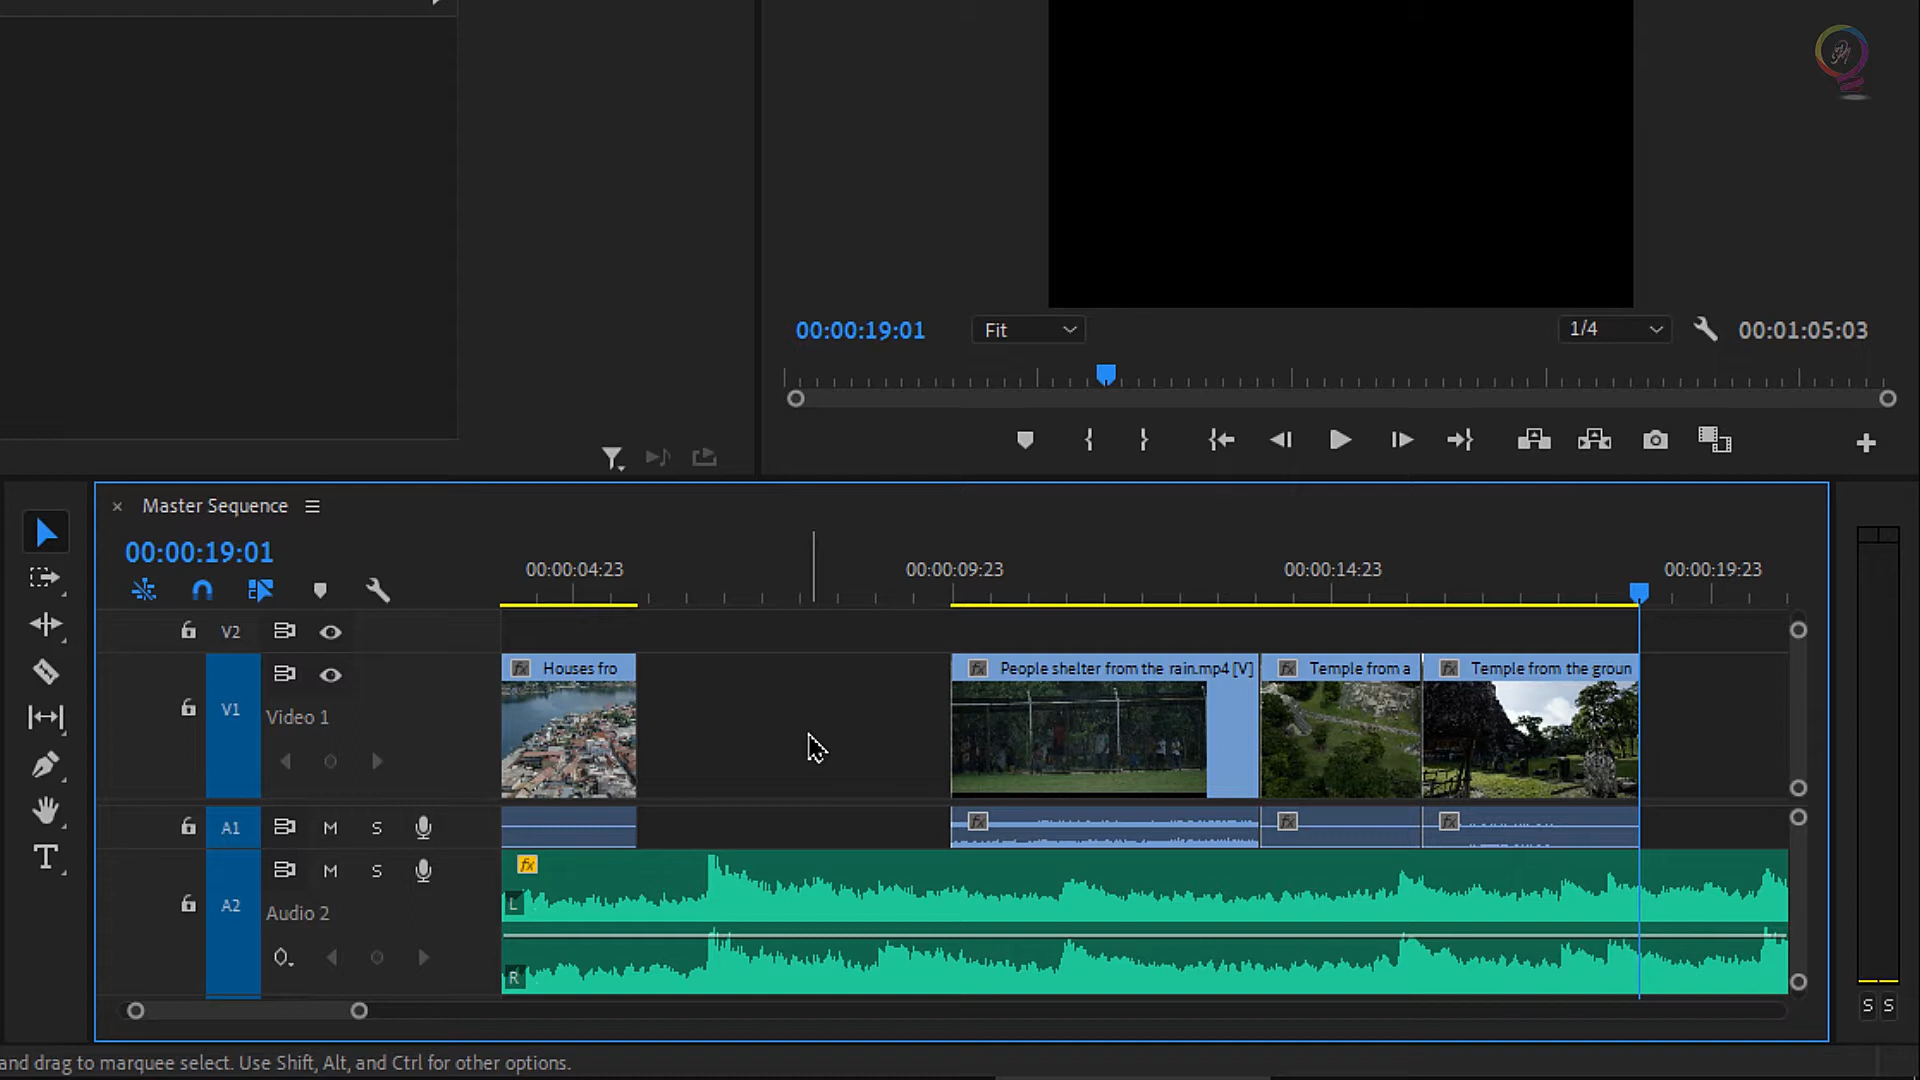 00:00:19:01
Fit
1/4
00:01:05:03
× Master Sequence
00:00:19:01
00:00:04:23 00:00:09:23 00:00:14:23 00:00:19:23
V2
Houses fro People shelter from the rain.mp4 [V] Temple from a Temple from the groun
V1 Video 1
A1 M S
M S
L
A2 Audio 2
R
S S
and drag to marquee select. Use Shift, Alt, and Ctrl for other options.